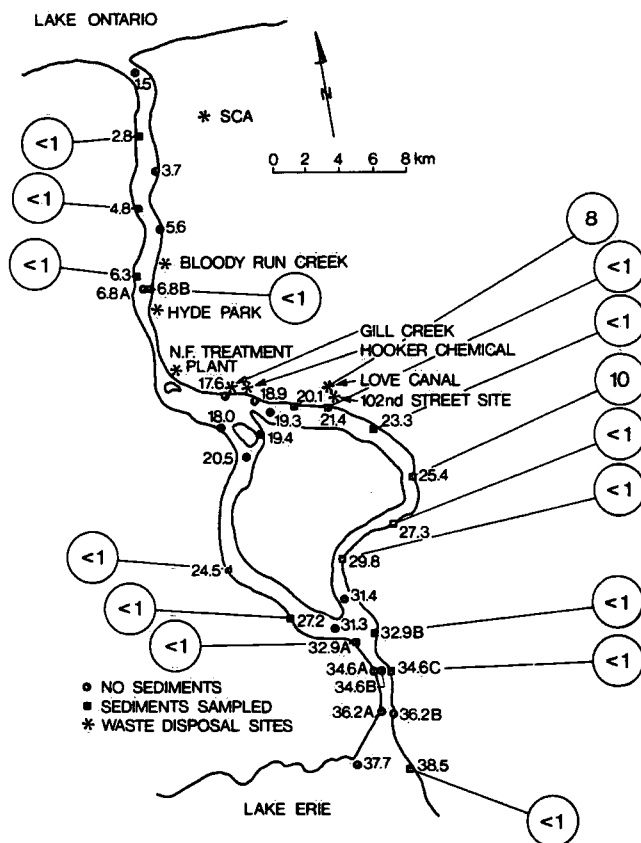 LAKE ONTARIO
1.5
* SCA
N
2.8
<1
3.7
0 2 4 6 8 km
<1
4.8
8
5.6
<1
* BLOODY RUN CREEK
<1
6.3
6.8A
6.8B
<1
<1
* HYDE PARK
GILL CREEK
N.F. TREATMENT
PLANT
HOOKER CHEMICAL
17.6
18.9
20.1
LOVE CANAL
102nd STREET SITE
10
19.3
21.4
23.3
18.0
19.4
<1
20.5
25.4
<1
27.3
<1
24.5
29.8
<1
27.2
31.4
<1
31.3
32.9B
<1
32.9A
<1
34.6A
34.6C
34.6B
NO SEDIMENTS
SEDIMENTS SAMPLED
* WASTE DISPOSAL SITES
36.2A
36.2B
37.7
38.5
LAKE ERIE
<1